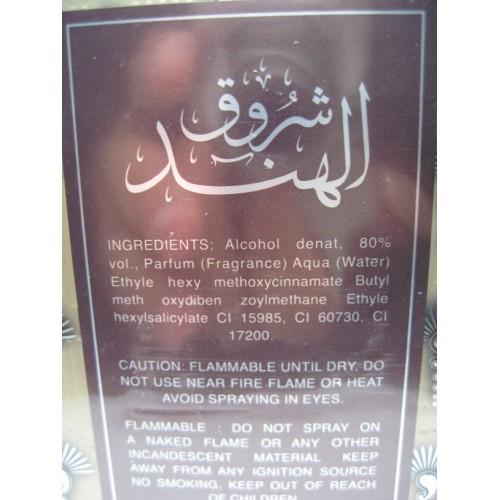 شروق
الهند
INGREDIENTS: Alcohol denat, 80%
vol., Parfum (Fragrance) Aqua (Water)
Ethyle hexy methoxycinnamate Butyl
meth oxydiben zoylmethane Ethyle
hexylsalicylate CI 15985, CI 60730, CI
17200.
CAUTION: FLAMMABLE UNTIL DRY. DO
NOT USE NEAR FIRE FLAME OR HEAT
AVOID SPRAYING IN EYES.
FLAMMABLE : DO NOT SPRAY ON
A NAKED FLAME OR ANY OTHER
INCANDESCENT MATERIAL KEEP
AWAY FROM ANY IGNITION SOURCE
NO SMOKING. KEEP OUT OF REACH
OF CHILDREN